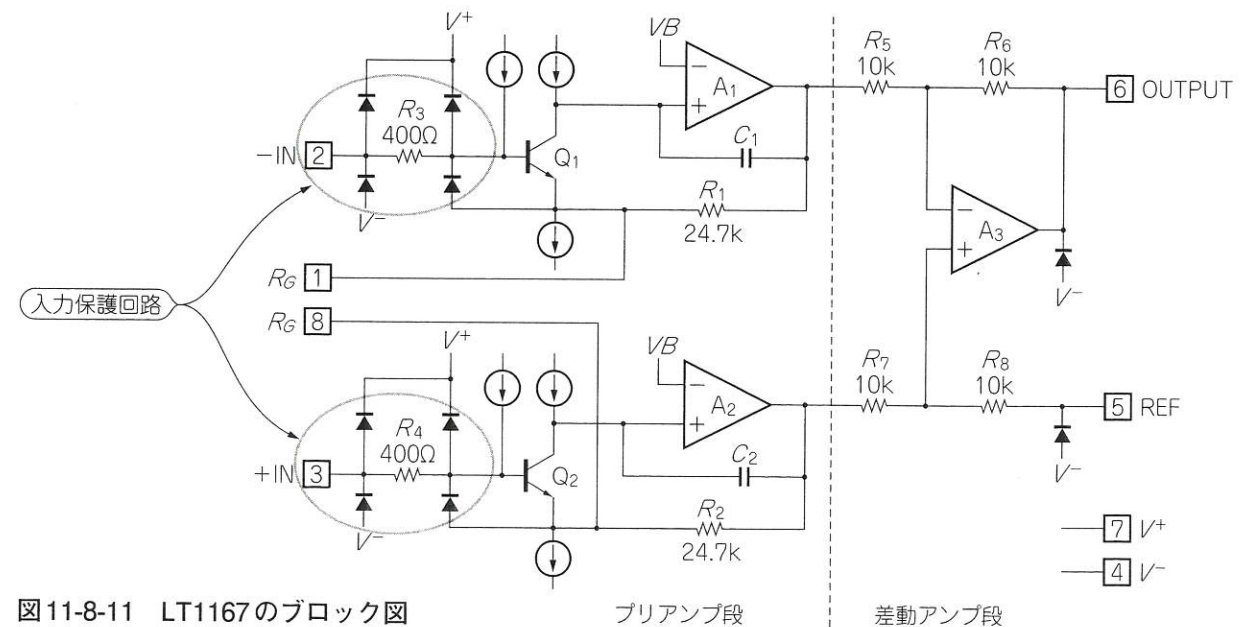 V+
R3
400Ω
-IN 2
V-
Q1
VB
A1
C1
R1
24.7k
R5
10k
R6
10k
6 OUTPUT
A3
V-
RG 1
入力保護回路
RG 8
V+
R4
400Ω
+IN 3
V-
Q2
VB
A2
C2
R2
24.7k
R7
10k
R8
10k
5 REF
V-
7 V+
4 V-
図11-8-11 LT1167のブロック図
プリアンプ段
差動アンプ段